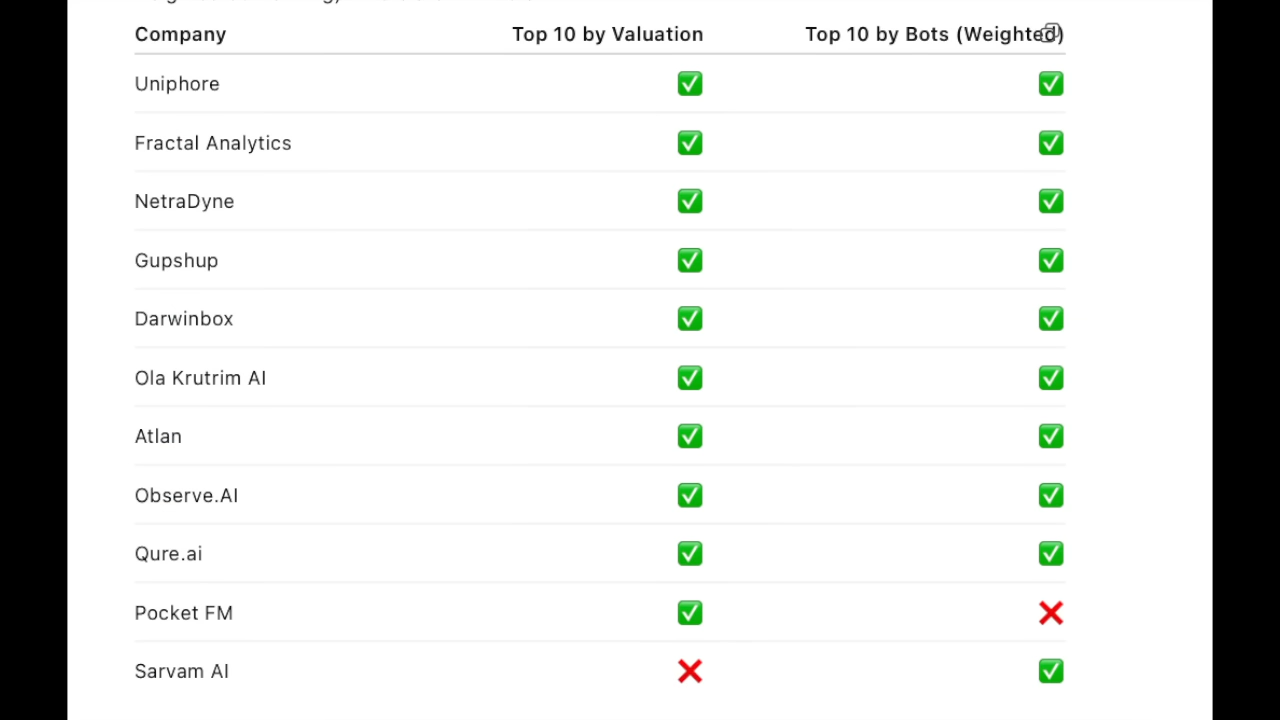 Company Top 10 by Valuation Top 10 by Bots (Weighted)
Uniphore ✅ ✅
Fractal Analytics ✅ ✅
NetraDyne ✅ ✅
Gupshup ✅ ✅
Darwinbox ✅ ✅
Ola Krutrim AI ✅ ✅
Atlan ✅ ✅
Observe.AI ✅ ✅
Qure.ai ✅ ✅
Pocket FM ✅ ❌
Sarvam AI ❌ ✅